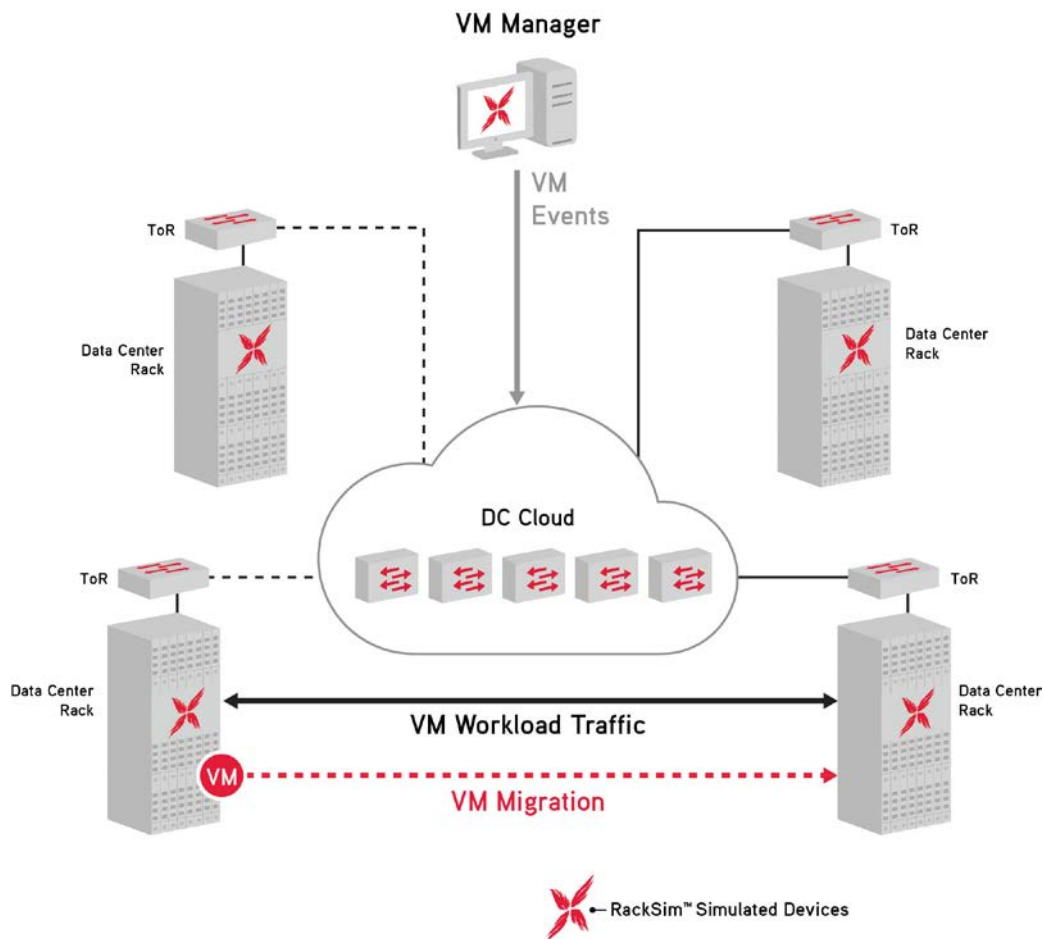 VM Manager
VM
Events
ToR
ToR
Data Center
Rack
Data Center
Rack
DC Cloud
ToR
ToR
Data Center
Rack
Data Center
Rack
VM Workload Traffic
VM
VM Migration
RackSim™ Simulated Devices